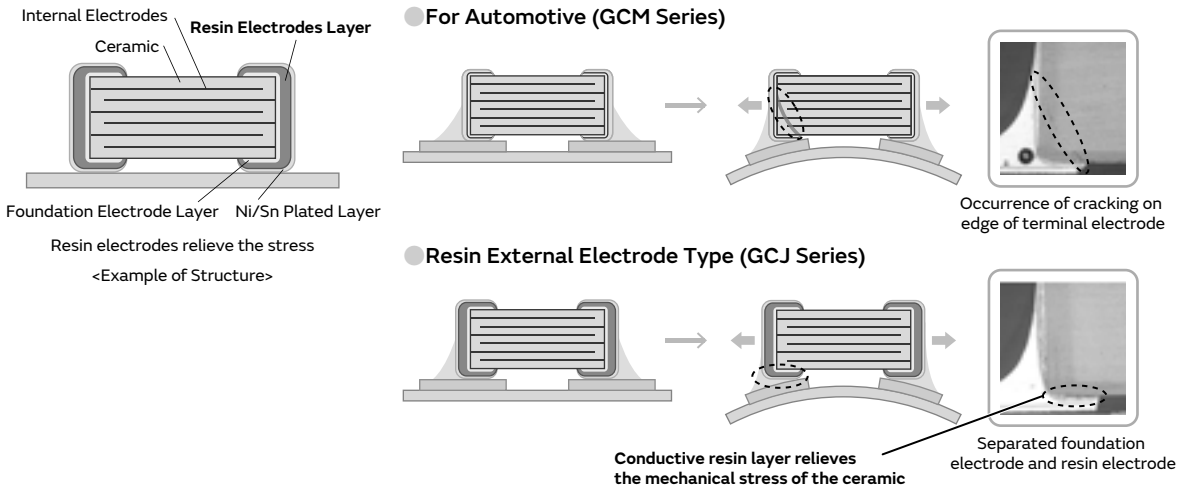 Internal Electrodes
Resin Electrodes Layer
Ceramic
Foundation Electrode Layer
Ni/Sn Plated Layer
Resin electrodes relieve the stress
<Example of Structure>
For Automotive (GCM Series)
Occurrence of cracking on
edge of terminal electrode
Resin External Electrode Type (GCJ Series)
Conductive resin layer relieves
the mechanical stress of the ceramic
Separated foundation
electrode and resin electrode